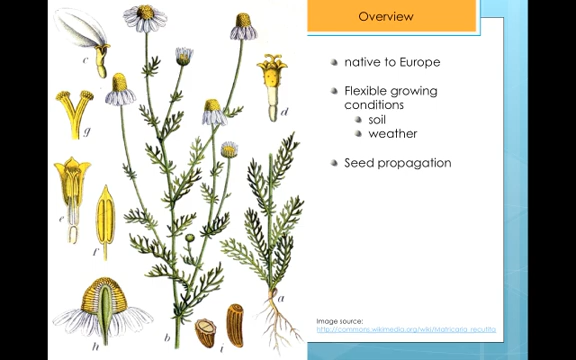 Overview
native to Europe
Flexible growing
conditions
soil
weather
Seed propagation
Image source:
http://commons.wikimedia.org/wiki/Matricaria_recutita
c
d
g
e
f
a
b
h
i